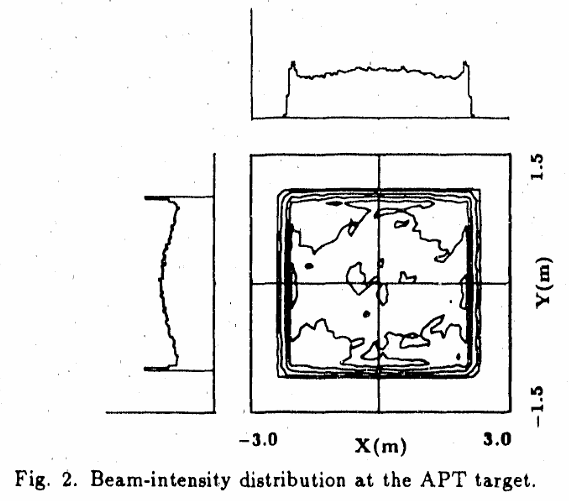 1.5
Y(m)
-1.5
-3.0
X(m)
3.0
Fig. 2. Beam-intensity distribution at the APT target.